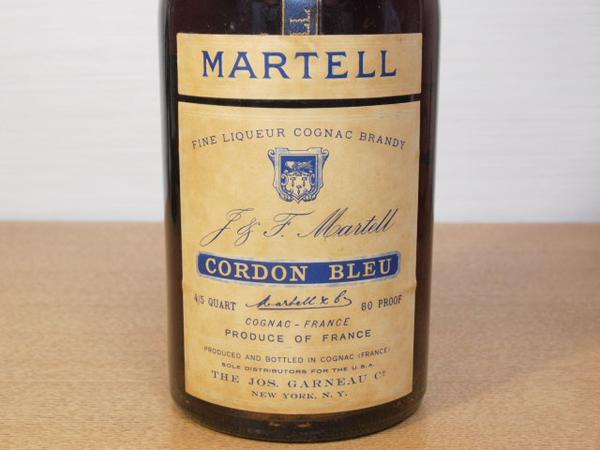 MARTELL
FINE LIQUEUR COGNAC BRANDY
J & F. Martell
CORDON BLEU
4/5 QUART Martell & Co 80 PROOF
COGNAC - FRANCE
PRODUCE OF FRANCE
PRODUCED AND BOTTLED IN COGNAC (FRANCE)
SOLE DISTRIBUTORS FOR THE U.S.A.
THE JOS. GARNEAU Co
NEW YORK, N.Y.